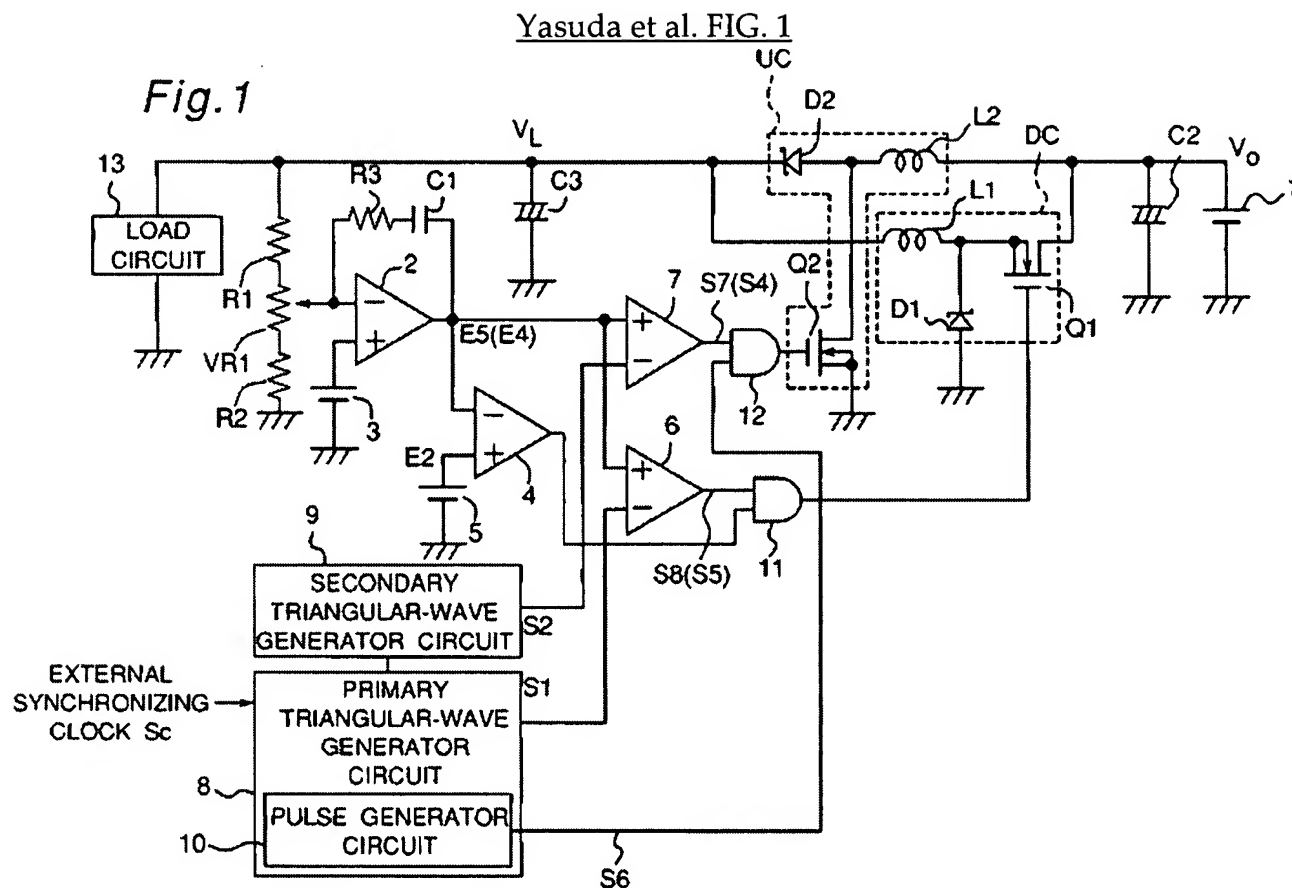 Yasuda et al. FIG. 1
Fig. 1
UC
D2
L2
DC
C2
Vo
VL
13
LOAD
CIRCUIT
R3
C1
C3
L1
R1
2
7
S7(S4)
Q2
D1
Q1
VR1
E5(E4)
R2
3
12
6
E2
4
5
11
S8(S5)
9
SECONDARY
TRIANGULAR-WAVE
GENERATOR CIRCUIT
S2
EXTERNAL
SYNCHRONIZING
CLOCK Sc
S1
PRIMARY
TRIANGULAR-WAVE
GENERATOR
CIRCUIT
8
PULSE GENERATOR
CIRCUIT
10
S6